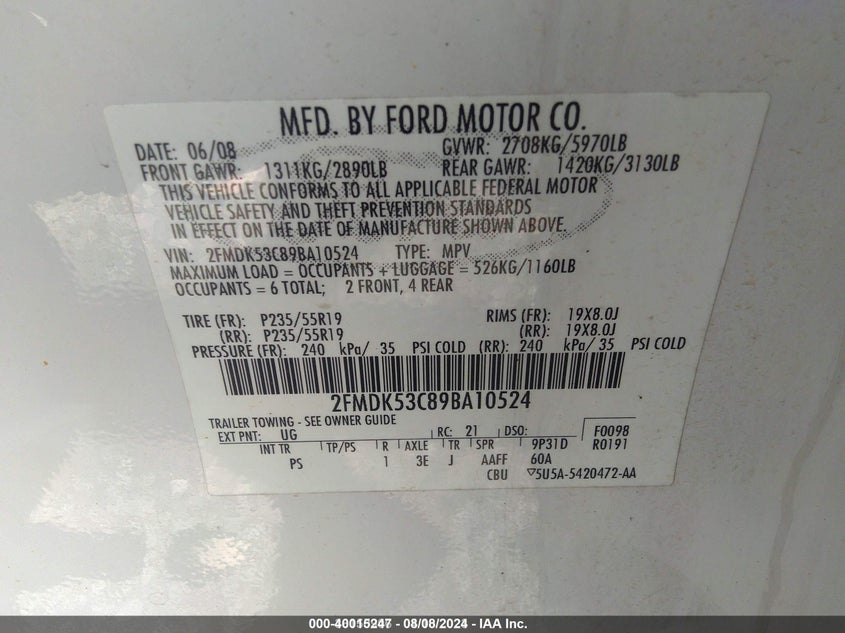 MFD. BY FORD MOTOR CO.
DATE: 06/08 GVWR: 2708KG/5970LB
FRONT GAWR: 1311KG/2890LB REAR GAWR: 1420KG/3130LB
THIS VEHICLE CONFORMS TO ALL APPLICABLE FEDERAL MOTOR
VEHICLE SAFETY AND THEFT PREVENTION STANDARDS
IN EFFECT ON THE DATE OF MANUFACTURE SHOWN ABOVE.
VIN: 2FMDK53C89BA10524 TYPE: MPV
MAXIMUM LOAD = OCCUPANTS + LUGGAGE = 526KG/1160LB
OCCUPANTS = 6 TOTAL; 2 FRONT, 4 REAR
TIRE (FR): P235/55R19 RIMS (FR): 19X8.0J
(RR): P235/55R19 (RR): 19X8.0J
PRESSURE (FR): 240 kPa/ 35 PSI COLD (RR): 240 kPa/ 35 PSI COLD
2FMDK53C89BA10524
TRAILER TOWING - SEE OWNER GUIDE
EXT PNT: UG RC: 21 DSO: F0098
INT TR TP/PS R AXLE TR SPR 9P31D R0191
PS 1 3E J AAFF 60A
CBU ▽5U5A-5420472-AA
000-40015247 - 08/08/2024 - IAA Inc.